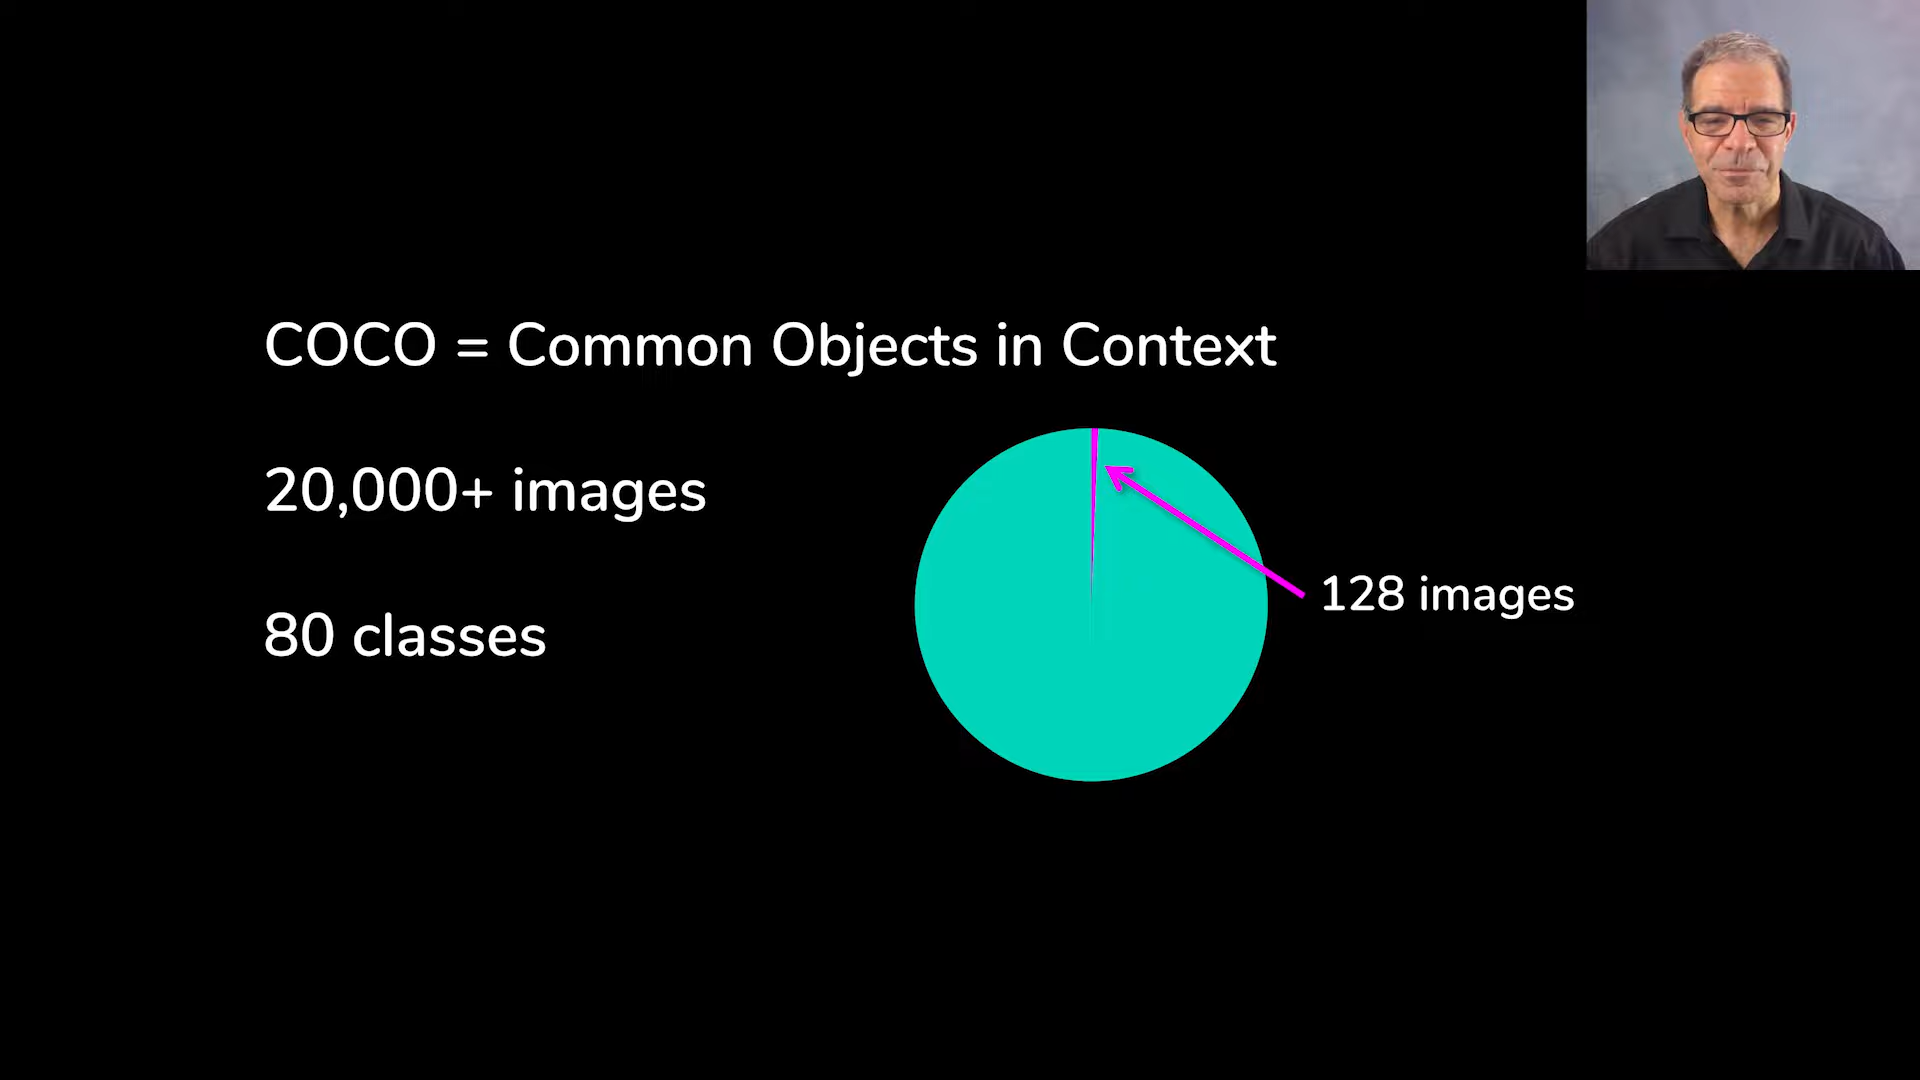 COCO = Common Objects in Context
20,000+ images
128 images
80 classes